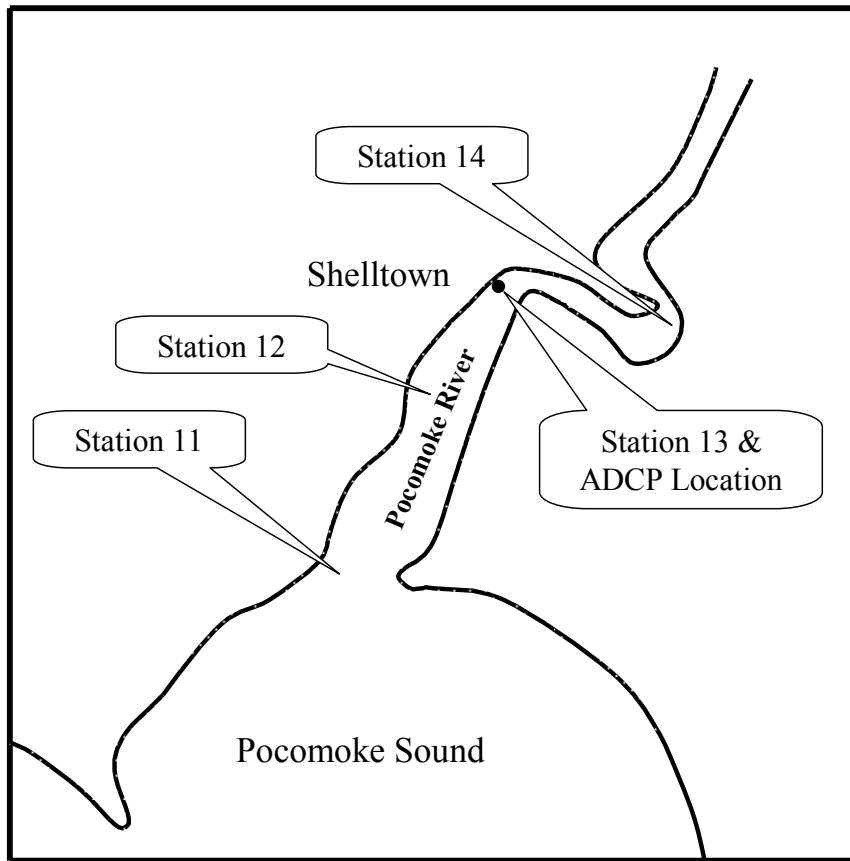 Station 14
Shelltown
Station 12
Pocomoke River
Station 11
Station 13 &
ADCP Location
Pocomoke Sound